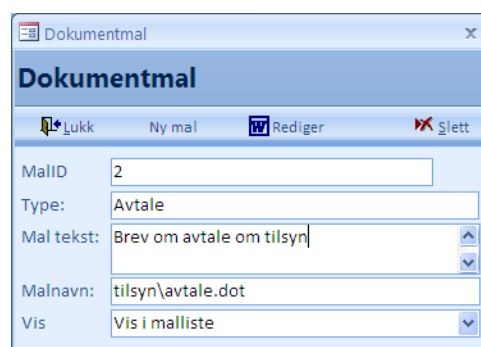 Dokumentmal
Dokumentmal
Lukk Ny mal Rediger Slett
MalID 2
Type: Avtale
Mal tekst: Brev om avtale om tilsyn
Malnavn: tilsyn\avtale.dot
Vis Vis i malliste